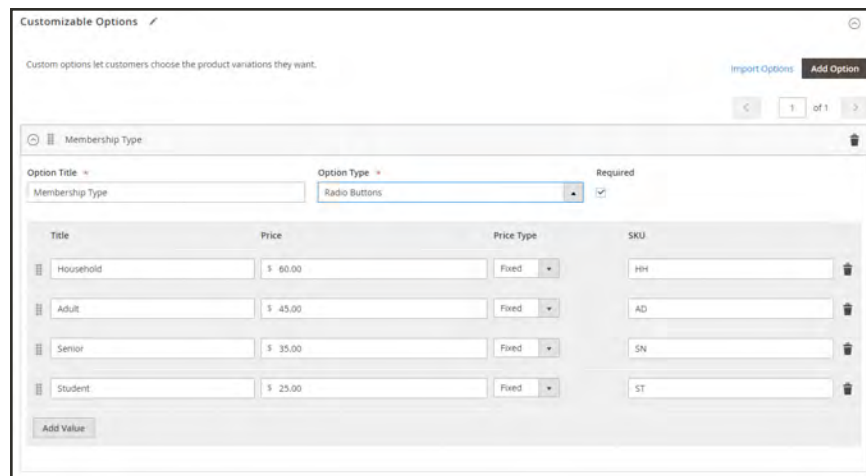 Customizable Options
Custom options let customers choose the product variations they want.
Import Options Add Option
1 of 1
Membership Type
Option Title * Option Type * Required
Membership Type Radio Buttons
Title Price Price Type SKU
Household $ 60.00 Fixed HH
Adult $ 45.00 Fixed AD
Senior $ 35.00 Fixed SN
Student $ 25.00 Fixed ST
Add Value